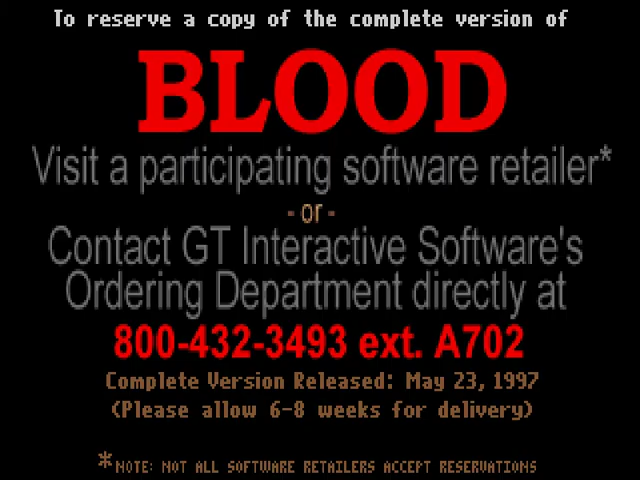 To reserve a copy of the complete version of
BLOOD
Visit a participating software retailer*
- or -
Contact GT Interactive Software's
Ordering Department directly at
800-432-3493 ext. A702
Complete Version Released: May 23, 1997
(Please allow 6-8 weeks for delivery)
*NOTE: NOT ALL SOFTWARE RETAILERS ACCEPT RESERVATIONS